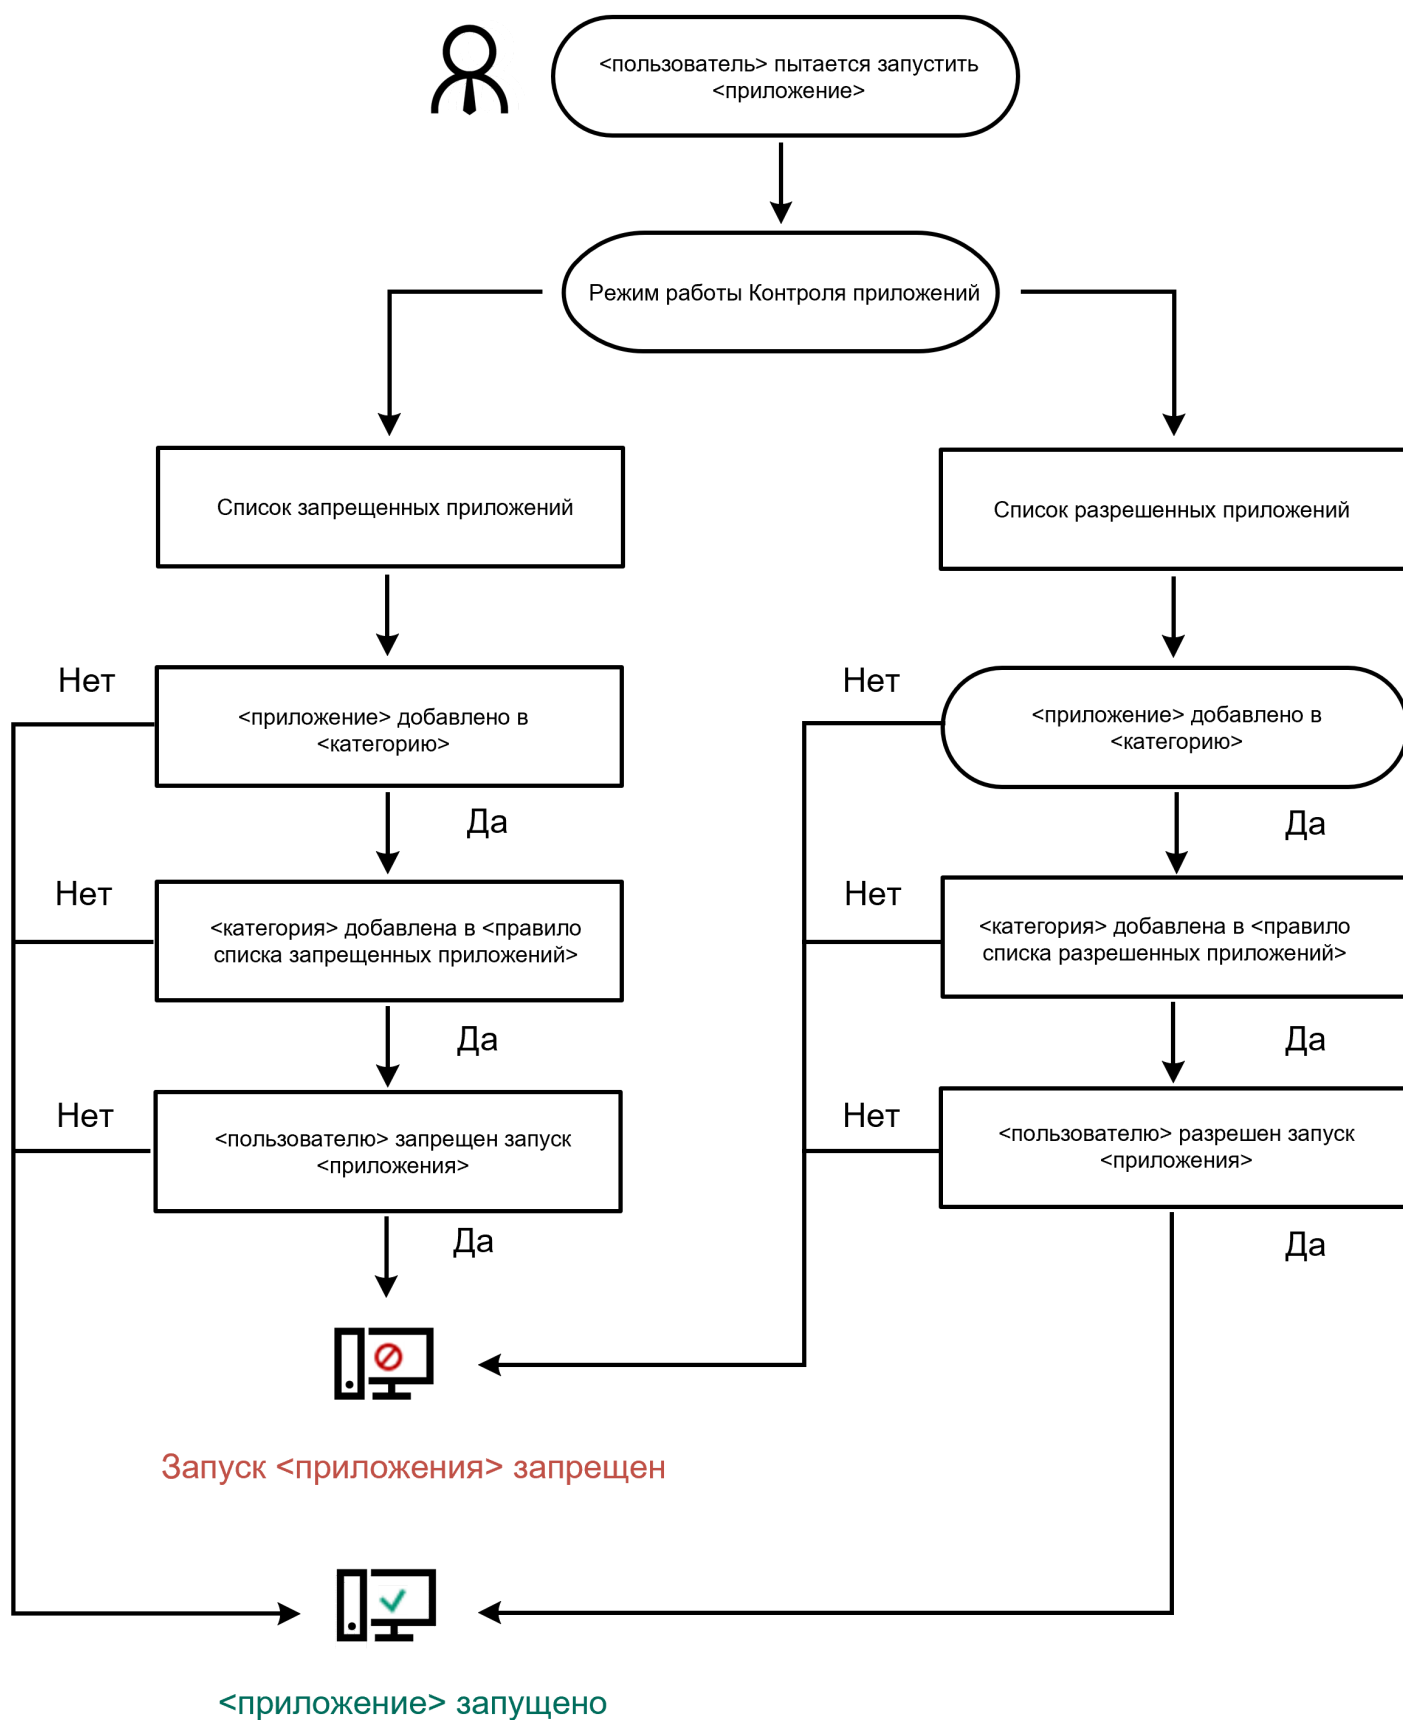 <пользователь> пытается запустить
<приложение>
Режим работы Контроля приложений
Список запрещенных приложений
Список разрешенных приложений
Нет
<приложение> добавлено в
<категорию>
Нет
<приложение> добавлено в
<категорию>
Да
Да
Нет
<категория> добавлена в <правило
списка запрещенных приложений>
Нет
<категория> добавлена в <правило
списка разрешенных приложений>
Да
Да
Нет
<пользователю> запрещен запуск
<приложения>
Нет
<пользователю> разрешен запуск
<приложения>
Да
Да
Запуск <приложения> запрещен
<приложение> запущено